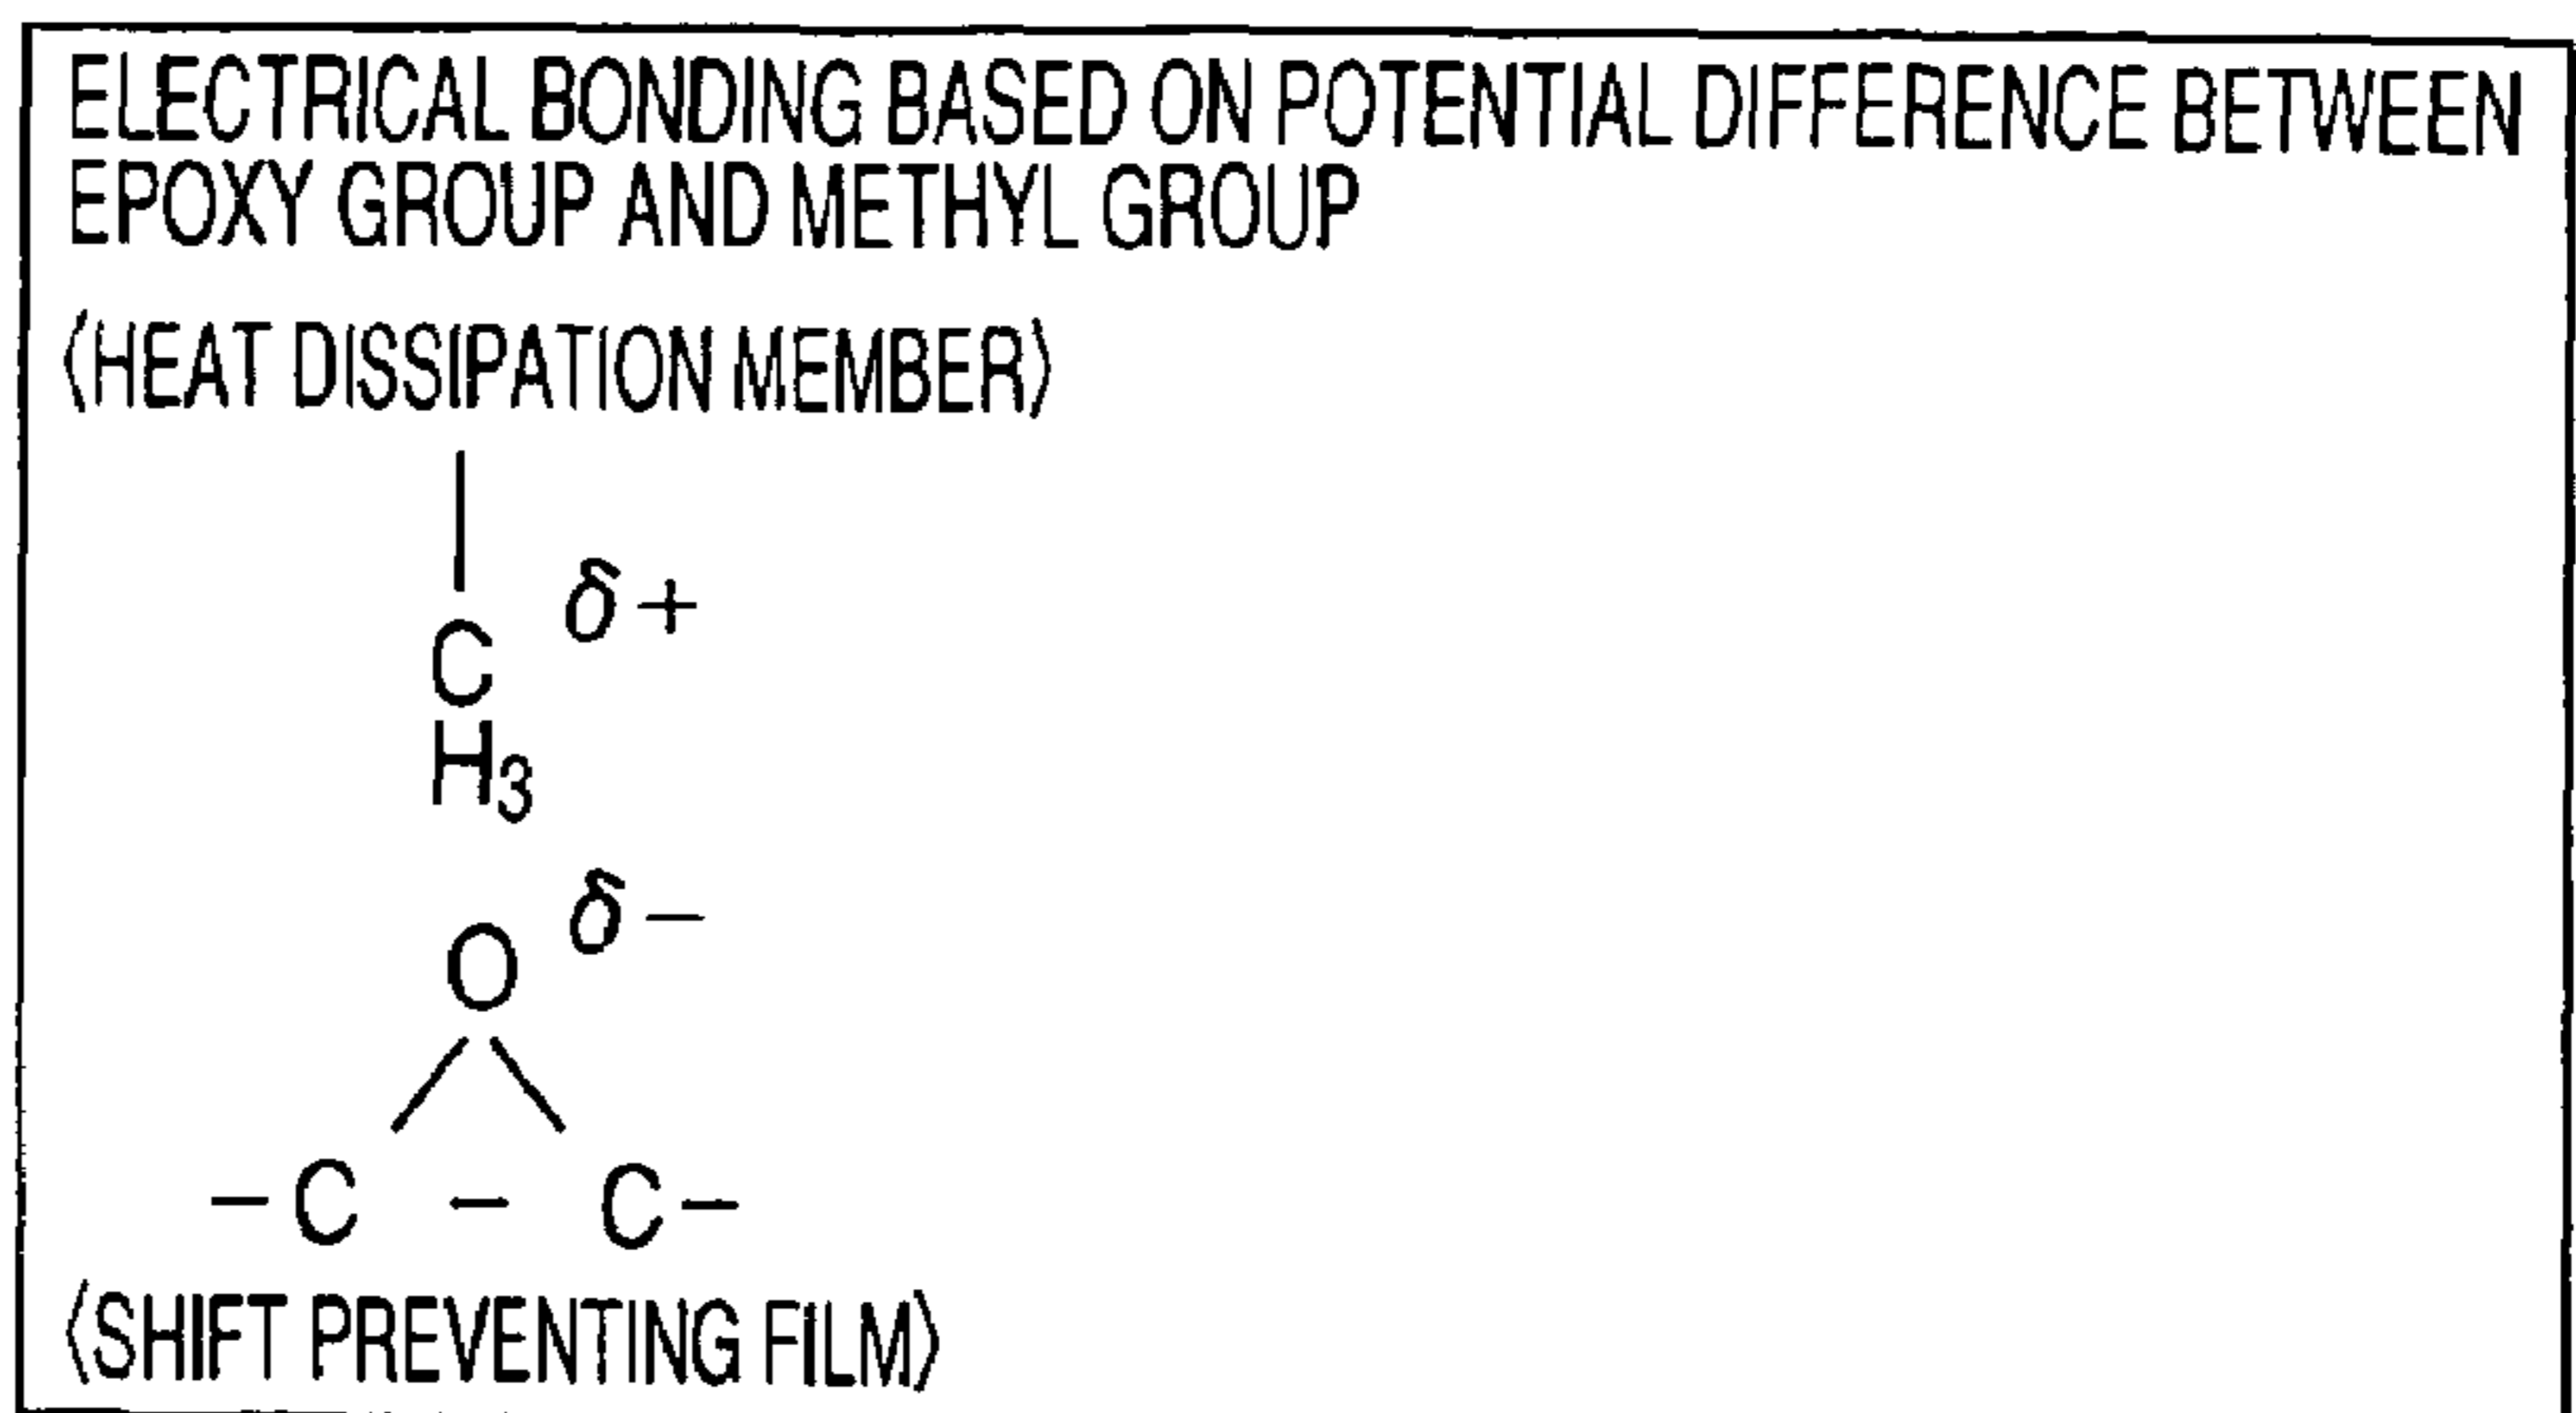 ELECTRICAL BONDING BASED ON POTENTIAL DIFFERENCE BETWEEN
EPOXY GROUP AND METHYL GROUP
〈HEAT DISSIPATION MEMBER〉
δ+
C
H3
δ−
O
−C − C−
〈SHIFT PREVENTING FILM〉